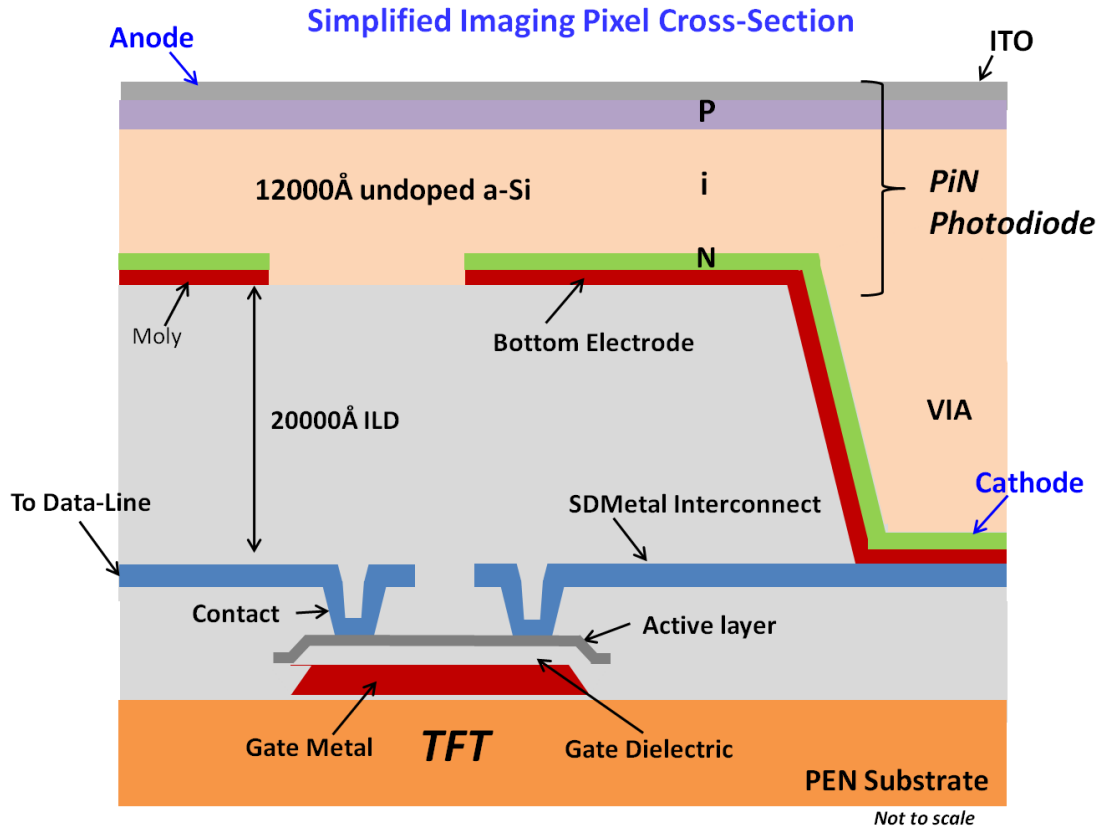 Simplified Imaging Pixel Cross-Section
Anode
ITO
P
12000Å undoped a-Si
i
PiN
Photodiode
N
Moly
Bottom Electrode
20000Å ILD
VIA
To Data-Line
SDMetal Interconnect
Cathode
Contact
Active layer
Gate Metal
TFT
Gate Dielectric
PEN Substrate
Not to scale